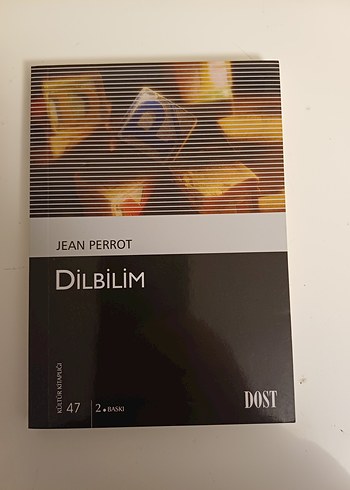 JEAN PERROT
DİLBİLİM
KÜLTÜR KİTAPLIĞI
47
2. BASKI
DOST